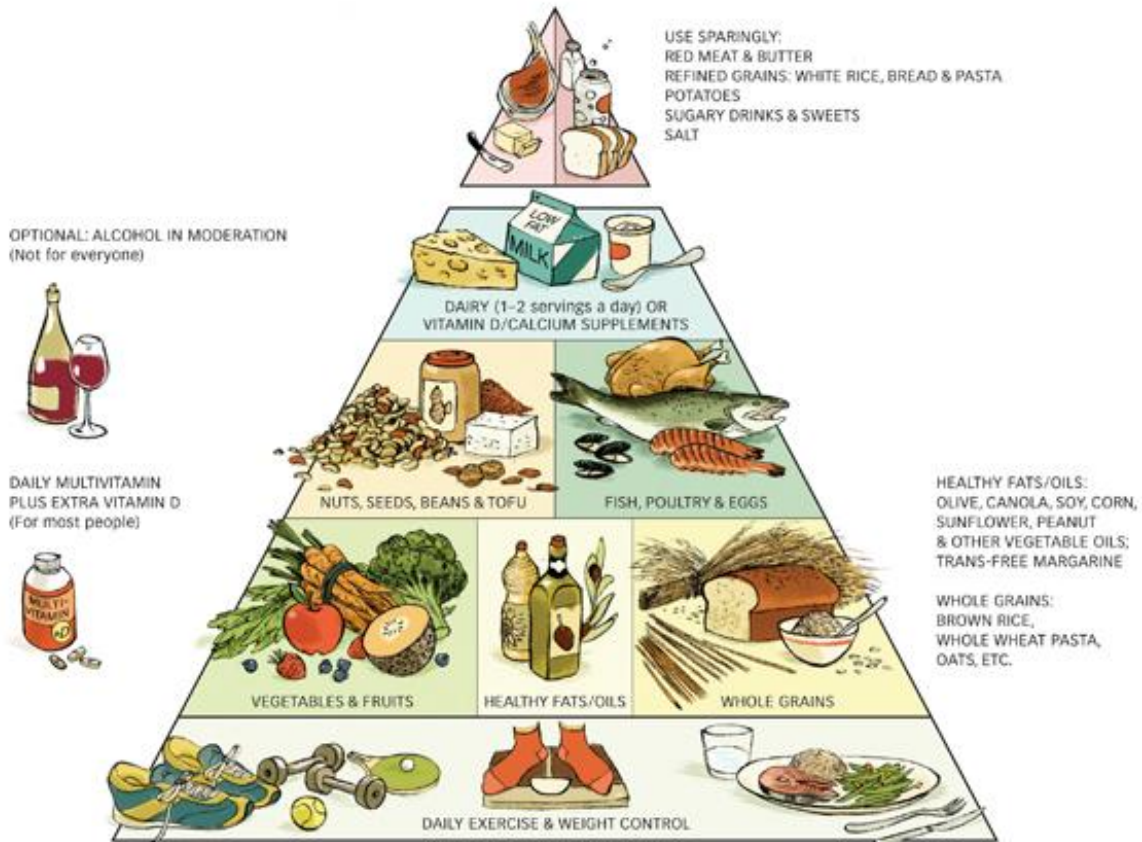 USE SPARINGLY:
RED MEAT & BUTTER
REFINED GRAINS: WHITE RICE, BREAD & PASTA
POTATOES
SUGARY DRINKS & SWEETS
SALT
OPTIONAL: ALCOHOL IN MODERATION
(Not for everyone)
LOW
FAT
MILK
DAIRY (1–2 servings a day) OR
VITAMIN D/CALCIUM SUPPLEMENTS
NUTS, SEEDS, BEANS & TOFU
FISH, POULTRY & EGGS
DAILY MULTIVITAMIN
PLUS EXTRA VITAMIN D
(For most people)
MULTI-
VITAMIN
+D
HEALTHY FATS/OILS:
OLIVE, CANOLA, SOY, CORN,
SUNFLOWER, PEANUT
& OTHER VEGETABLE OILS;
TRANS-FREE MARGARINE
WHOLE GRAINS:
BROWN RICE,
WHOLE WHEAT PASTA,
OATS, ETC.
VEGETABLES & FRUITS
HEALTHY FATS/OILS
WHOLE GRAINS
DAILY EXERCISE & WEIGHT CONTROL